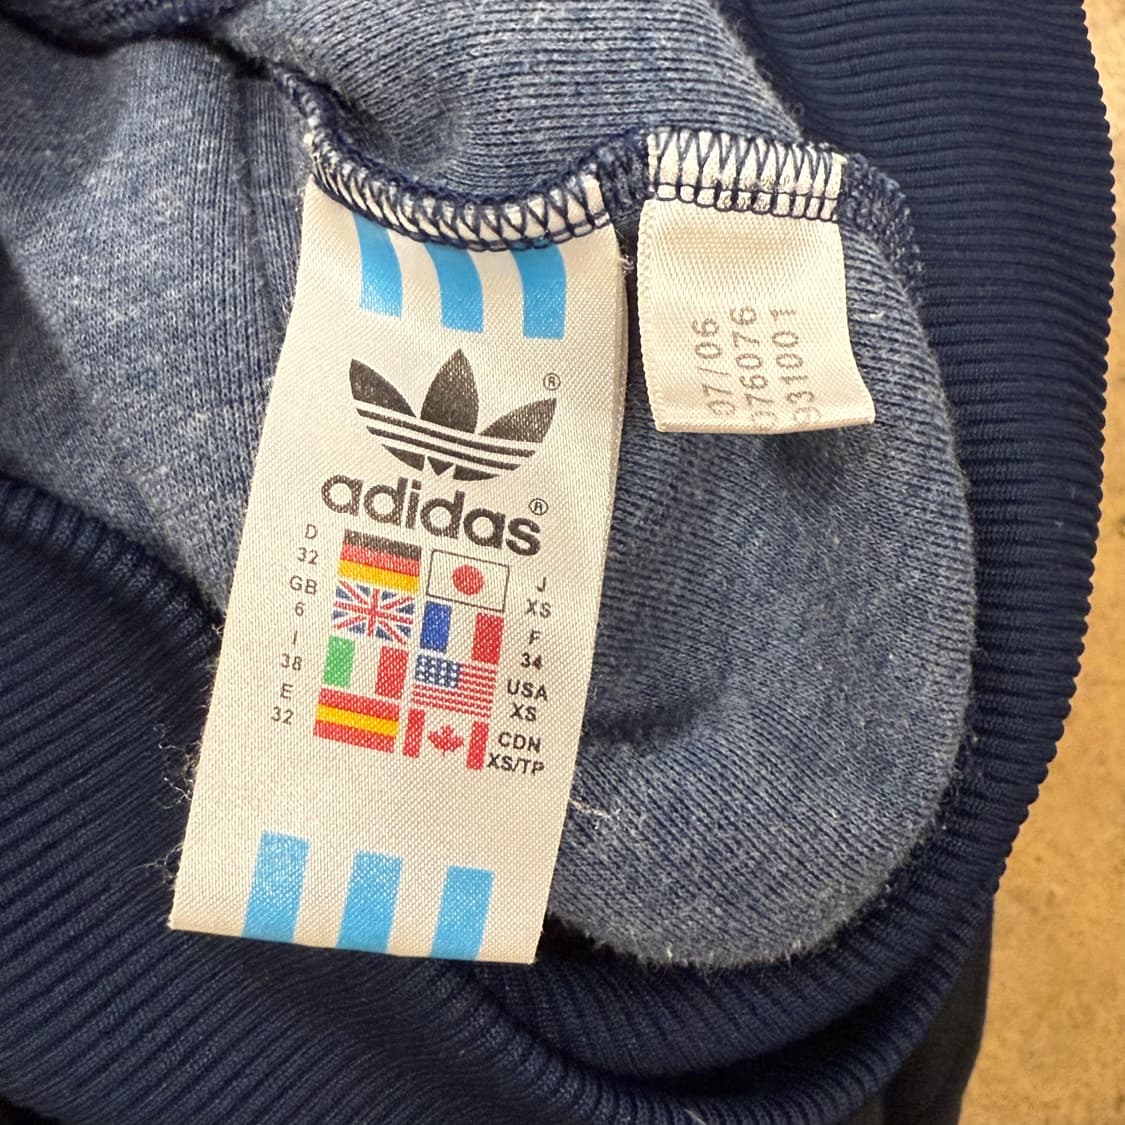 ®
adidas®
D
32
GB
6
I
38
E
32
J
XS
F
34
USA
XS
CDN
XS/TP
07/06
076076
931001